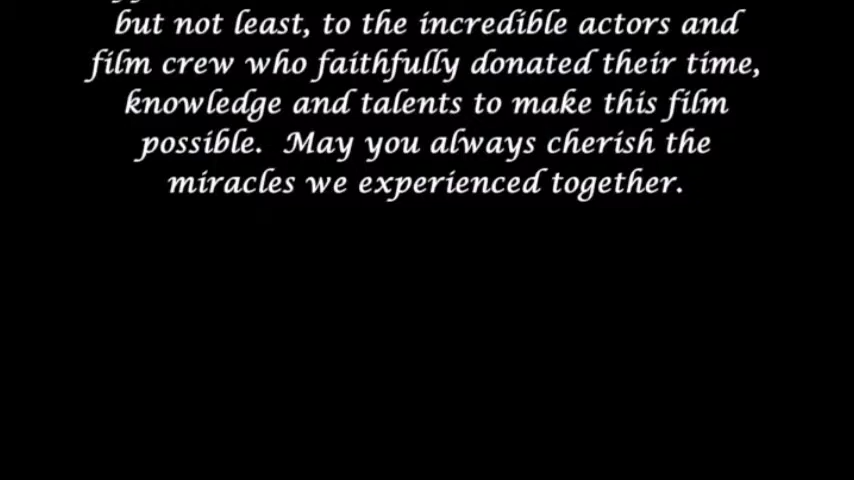 but not least, to the incredible actors and
film crew who faithfully donated their time,
knowledge and talents to make this film
possible.  May you always cherish the
miracles we experienced together.